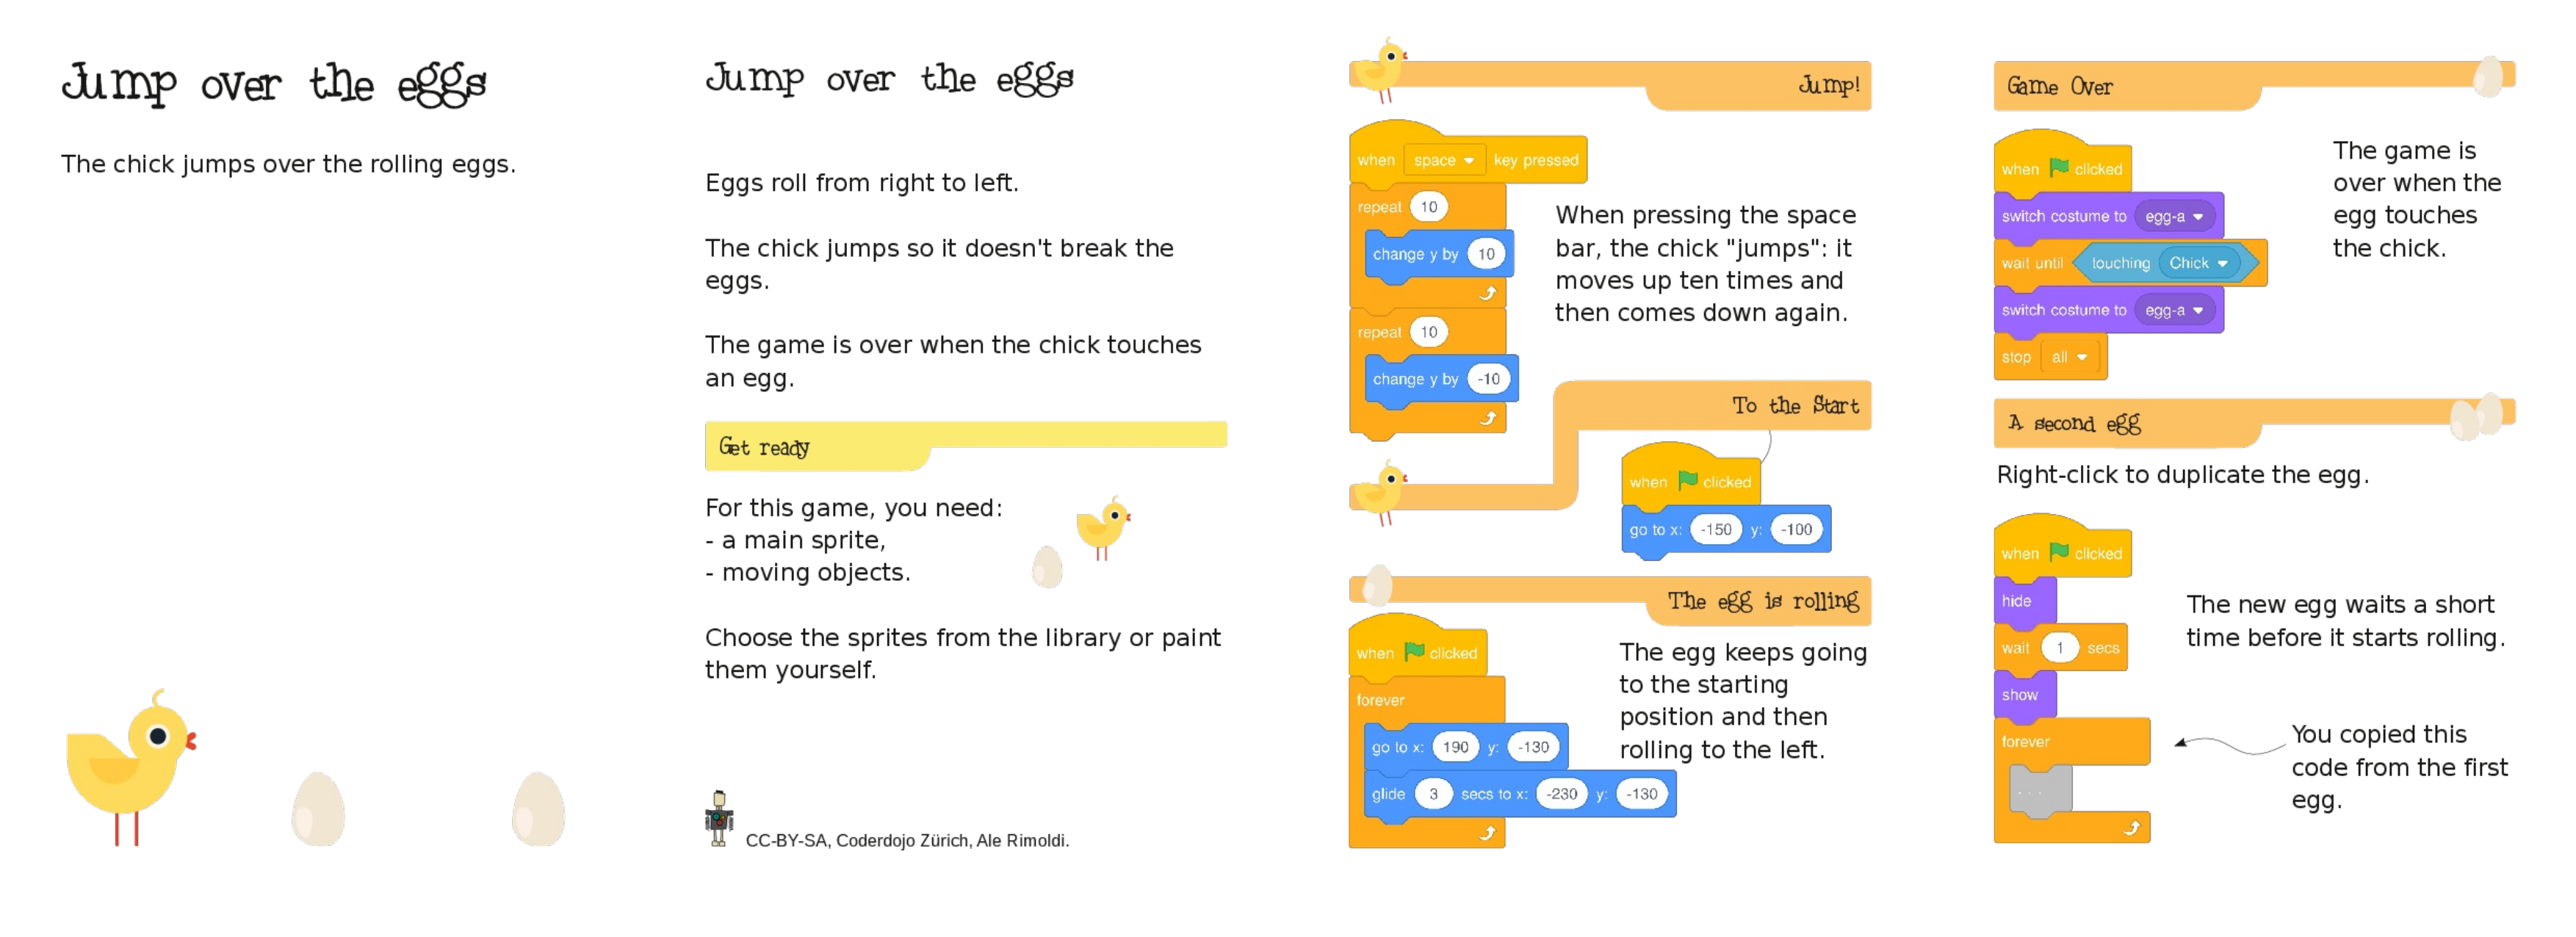 Jump over the eggs
The chick jumps over the rolling eggs.
Jump over the eggs
Eggs roll from right to left.
The chick jumps so it doesn't break the
eggs.
The game is over when the chick touches
an egg.
Get ready
For this game, you need:
- a main sprite,
- moving objects.
Choose the sprites from the library or paint
them yourself.
CC-BY-SA, Coderdojo Zürich, Ale Rimoldi.
Jump!
when space key pressed
repeat 10
change y by 10
repeat 10
change y by -10
When pressing the space
bar, the chick "jumps": it
moves up ten times and
then comes down again.
To the Start
when clicked
go to x: -150 y: -100
The egg is rolling
when clicked
forever
go to x: 190 y: -130
glide 3 secs to x: -230 y: -130
The egg keeps going
to the starting
position and then
rolling to the left.
Game Over
when clicked
switch costume to egg-a
wait until touching Chick
switch costume to egg-a
stop all
The game is
over when the
egg touches
the chick.
A second egg
Right-click to duplicate the egg.
when clicked
hide
wait 1 secs
show
forever
...
The new egg waits a short
time before it starts rolling.
You copied this
code from the first
egg.